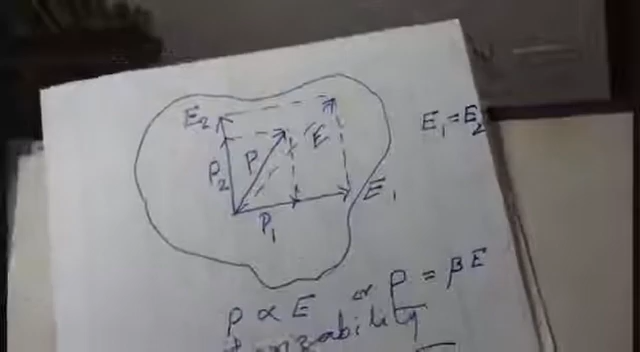 E2
E
E1 = E2
P2
P
E1
P1
P ∝ E or p = βE